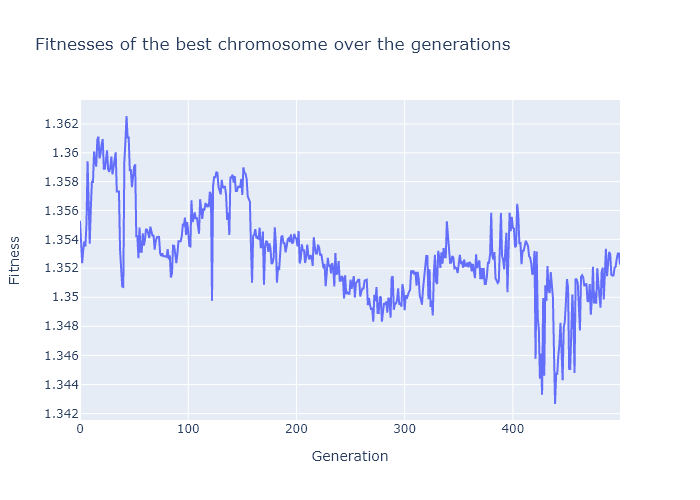 Fitnesses of the best chromosome over the generations
1.362
1.36
1.358
1.356
1.354
1.352
1.35
1.348
1.346
1.344
1.342
Fitness
0 100 200 300 400
Generation